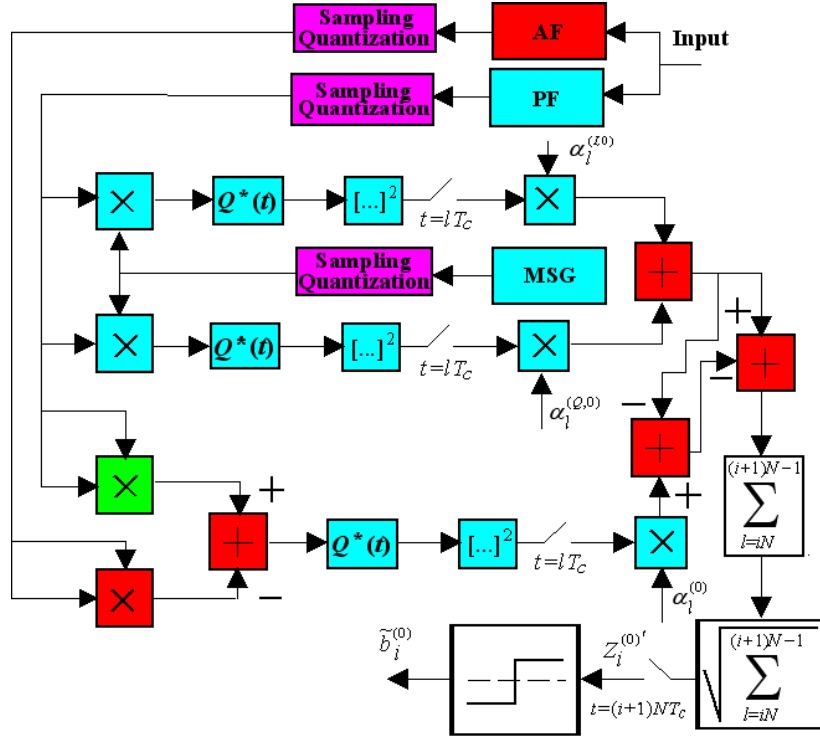 Sampling
Quantization
AF
Input
Sampling
Quantization
PF
α_l^(I0)
×
Q*(t)
[...]²
t=lT_c
×
Sampling
Quantization
MSG
+
+
×
Q*(t)
[...]²
t=lT_c
×
−
+
α_l^(Q,0)
−
+
×
+
+
+
Q*(t)
[...]²
t=lT_c
×
×
−
α_l^(0)
(i+1)N−1
∑
l=iN
b̃_i^(0)
Z_i^(0)′
t=(i+1)NT_c
(i+1)N−1
√∑
l=iN